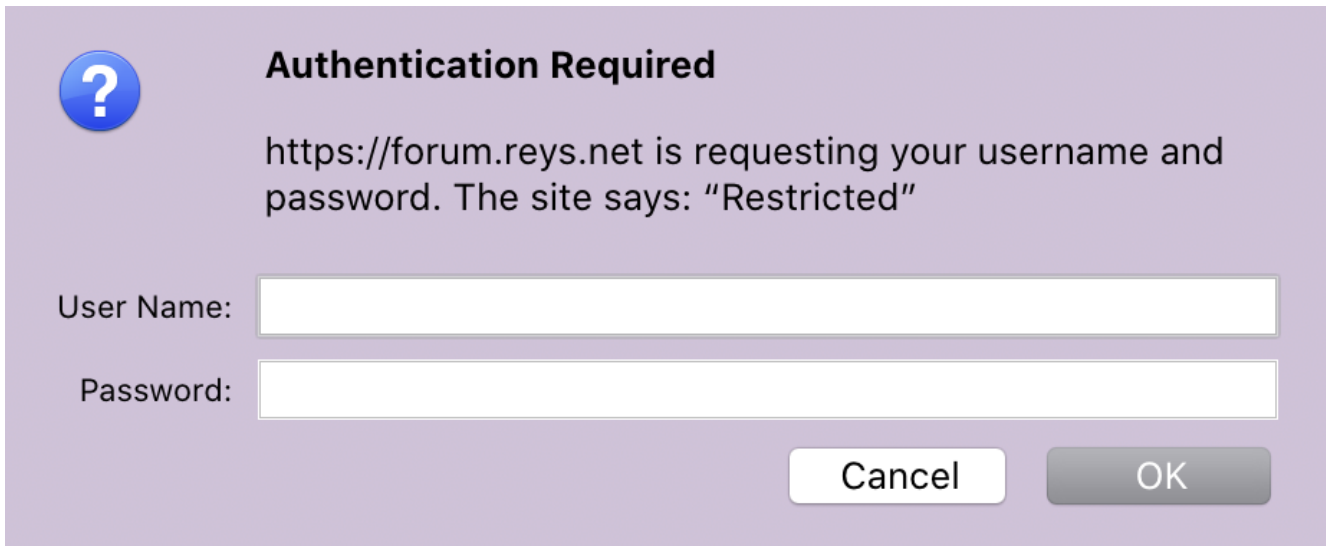 Authentication Required
https://forum.reys.net is requesting your username and
password. The site says: “Restricted”
User Name:
Password:
Cancel
OK